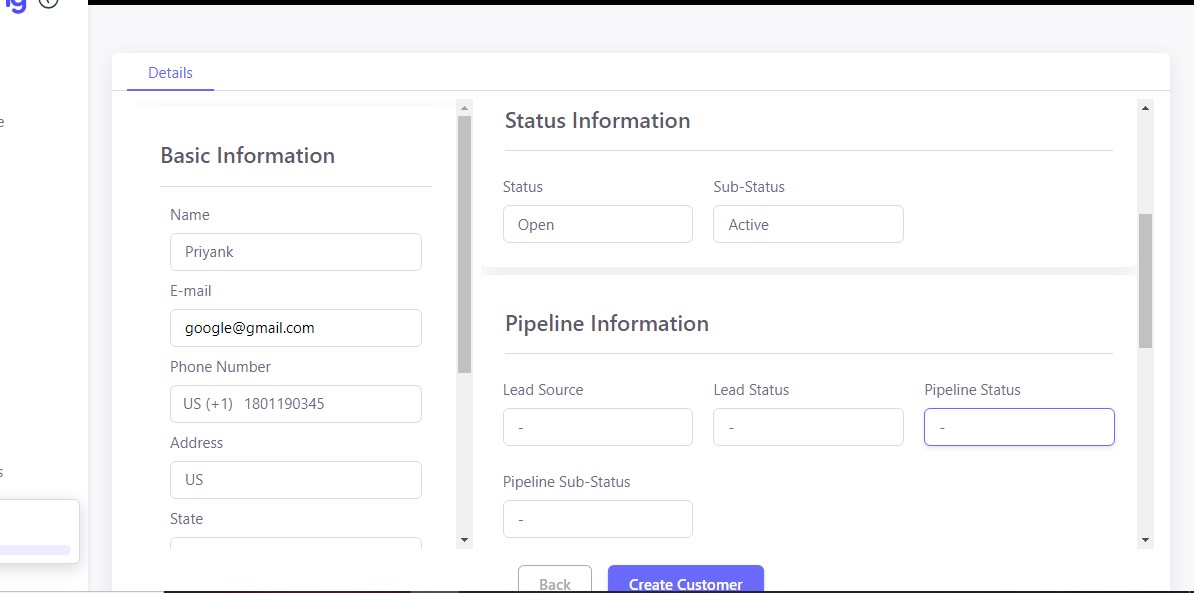 Details
Basic Information
Name
Priyank
E-mail
google@gmail.com
Phone Number
US (+1) 1801190345
Address
US
State
Status Information
Status
Sub-Status
Open
Active
Pipeline Information
Lead Source
Lead Status
Pipeline Status
-
-
-
Pipeline Sub-Status
-
Back
Create Customer